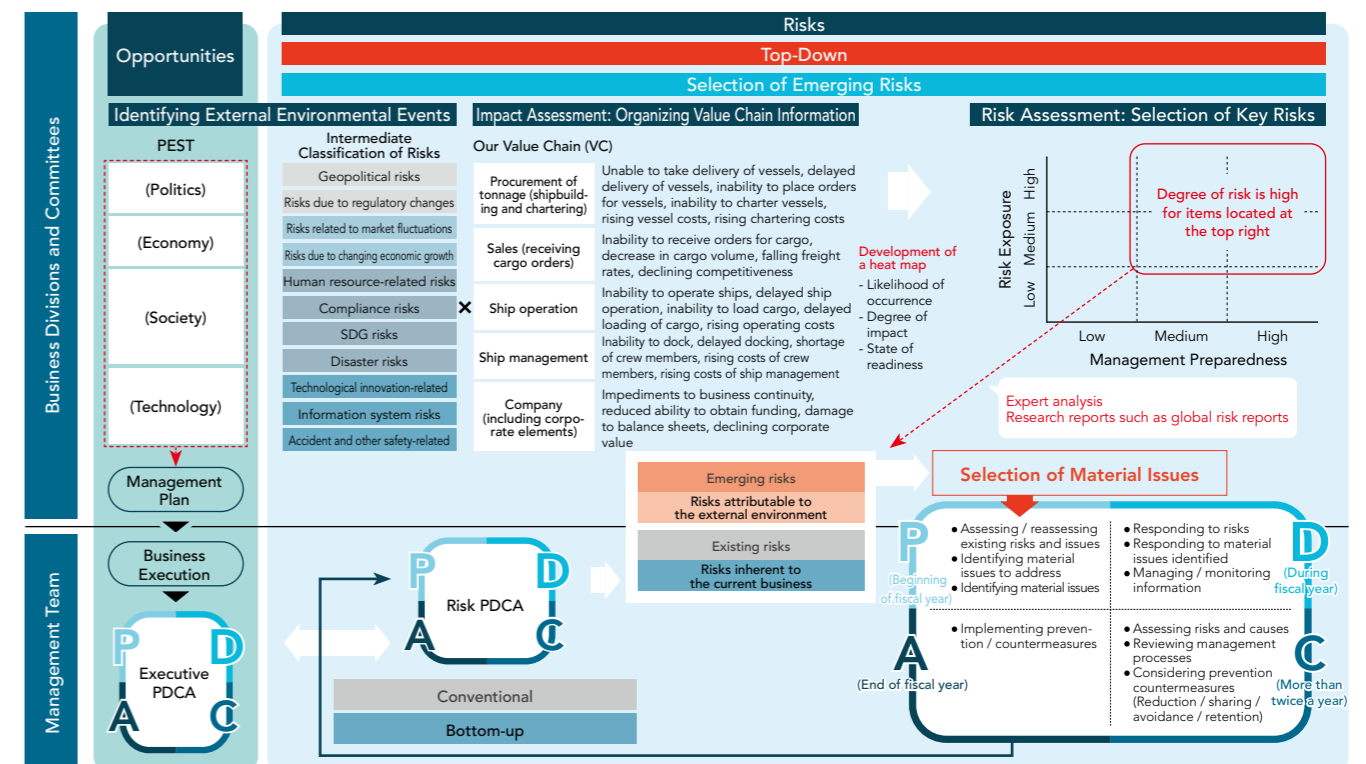 Business Divisions and Committees
Management Team
Opportunities
Risks
Top-Down
Selection of Emerging Risks
Identifying External Environmental Events
Impact Assessment: Organizing Value Chain Information
Risk Assessment: Selection of Key Risks
PEST
(Politics)
(Economy)
(Society)
(Technology)
Management
Plan
Business
Execution
P
D
Executive
PDCA
A
C
Intermediate
Classification of Risks
Geopolitical risks
Risks due to regulatory changes
Risks related to market fluctuations
Risks due to changing economic growth
Human resource-related risks
Compliance risks
SDG risks
Disaster risks
Technological innovation-related
Information system risks
Accident and other safety-related
×
Our Value Chain (VC)
Procurement of
tonnage (shipbuild-
ing and chartering)
Unable to take delivery of vessels, delayed
delivery of vessels, inability to place orders
for vessels, inability to charter vessels,
rising vessel costs, rising chartering costs
Sales (receiving
cargo orders)
Inability to receive orders for cargo,
decrease in cargo volume, falling freight
rates, declining competitiveness
Ship operation
Inability to operate ships, delayed ship
operation, inability to load cargo, delayed
loading of cargo, rising operating costs
Ship management
Inability to dock, delayed docking, shortage
of crew members, rising costs of crew
members, rising costs of ship management
Company
(including corpo-
rate elements)
Impediments to business continuity,
reduced ability to obtain funding, damage
to balance sheets, declining corporate
value
Development of
a heat map
- Likelihood of
occurrence
- Degree of
impact
- State of
readiness
Risk Exposure
High
Medium
Low
Degree of risk is high
for items located at
the top right
Low
Medium
High
Management Preparedness
Expert analysis
Research reports such as global risk reports
Emerging risks
Risks attributable to
the external environment
Existing risks
Risks inherent to
the current business
Selection of Material Issues
P
D
Risk PDCA
A
C
Conventional
Bottom-up
P
(Beginning
of fiscal year)
● Assessing / reassessing
existing risks and issues
● Identifying material
issues to address
● Identifying material issues
● Responding to risks
● Responding to material
issues identified
● Managing / monitoring
information
D
(During
fiscal year)
A
(End of fiscal year)
● Implementing preven-
tion / countermeasures
● Assessing risks and causes
● Reviewing management
processes
● Considering prevention
countermeasures
(Reduction / sharing /
avoidance / retention)
C
(More than
twice a year)